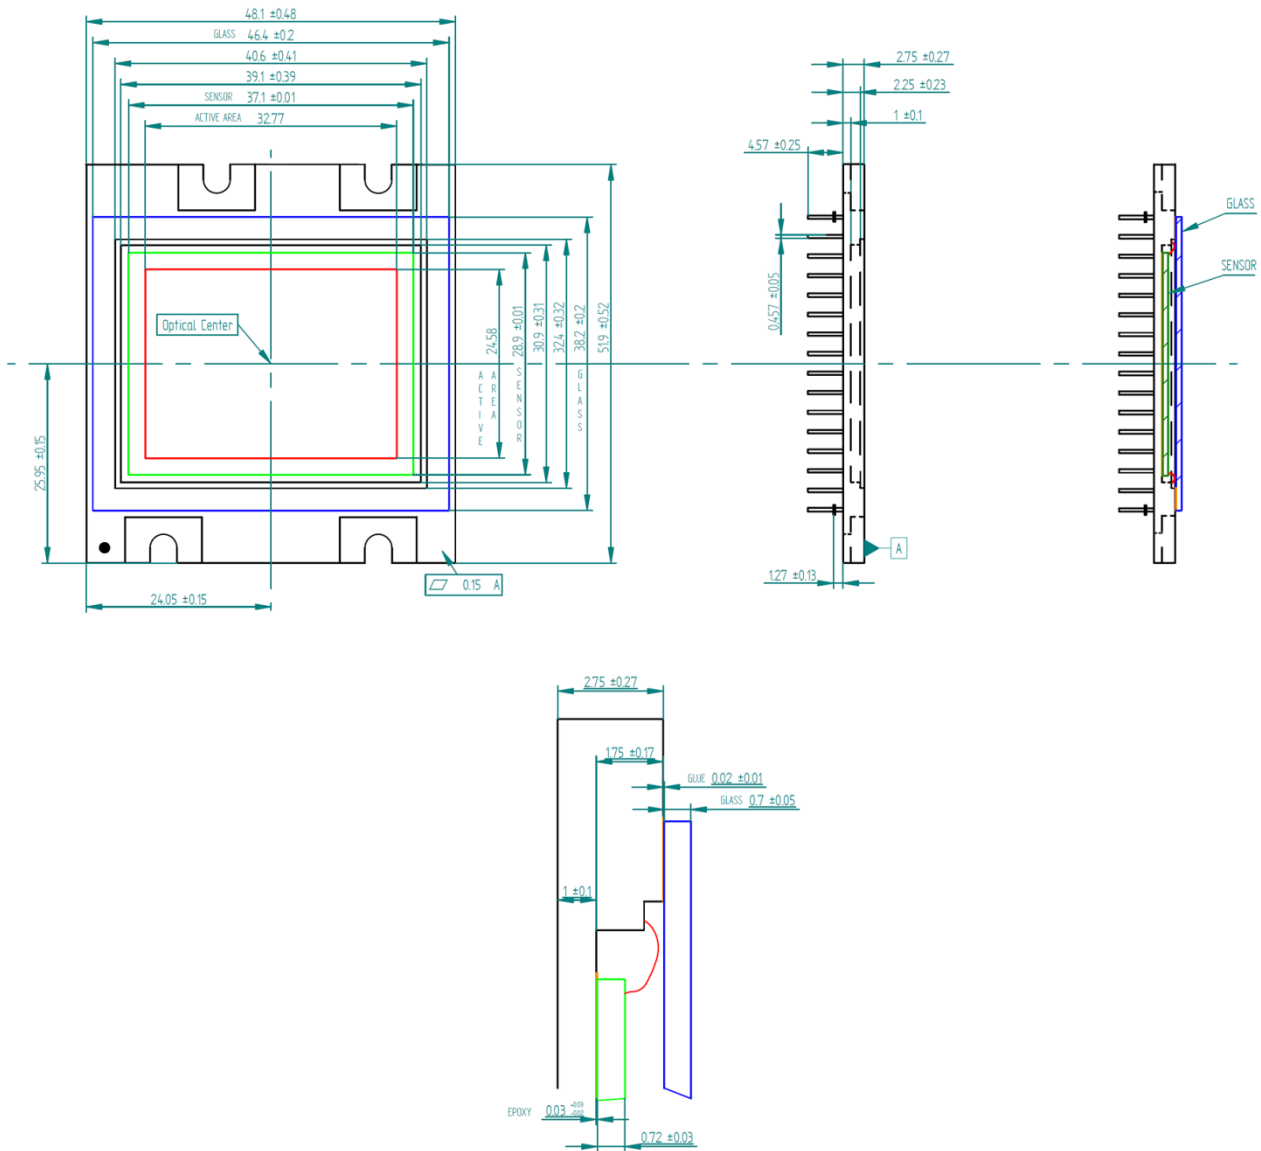 48.1 ±0.48
GLASS 46.4 ±0.2
40.6 ±0.41
39.1 ±0.39
SENSOR 37.1 ±0.01
ACTIVE AREA 32.77
Optical Center
24.58
ACTIVE
AREA
28.9 ±0.01
SENSOR
30.9 ±0.31
32.4 ±0.32
38.2 ±0.2
GLASS
51.9 ±0.52
25.95 ±0.15
24.05 ±0.15
0.15 A
2.75 ±0.27
2.25 ±0.23
1 ±0.1
4.57 ±0.25
0.457 ±0.05
A
1.27 ±0.13
GLASS
SENSOR
2.75 ±0.27
1.75 ±0.17
GLUE 0.02 ±0.01
GLASS 0.7 ±0.05
1 ±0.1
EPOXY 0.03
0.72 ±0.03